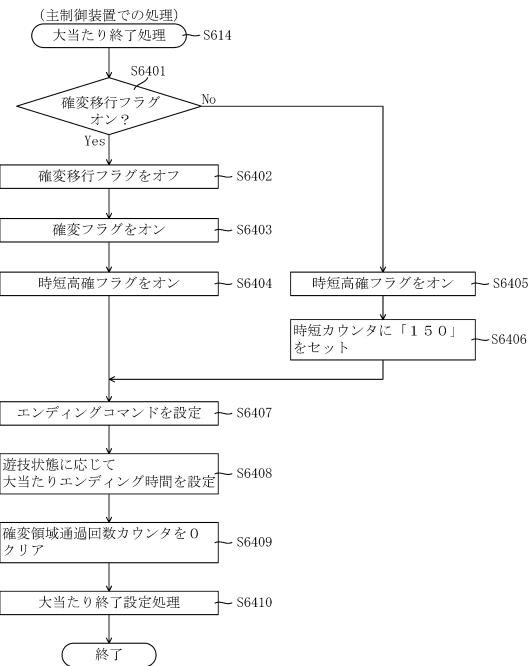 （主制御装置での処理）
大当たり終了処理
S614
S6401
確変移行フラグ
オン？
No
Yes
確変移行フラグをオフ
S6402
確変フラグをオン
S6403
時短高確フラグをオン
S6404
時短高確フラグをオン
S6405
時短カウンタに「１５０」
をセット
S6406
エンディングコマンドを設定
S6407
遊技状態に応じて
大当たりエンディング時間を設定
S6408
確変領域通過回数カウンタを０
クリア
S6409
大当たり終了設定処理
S6410
終了